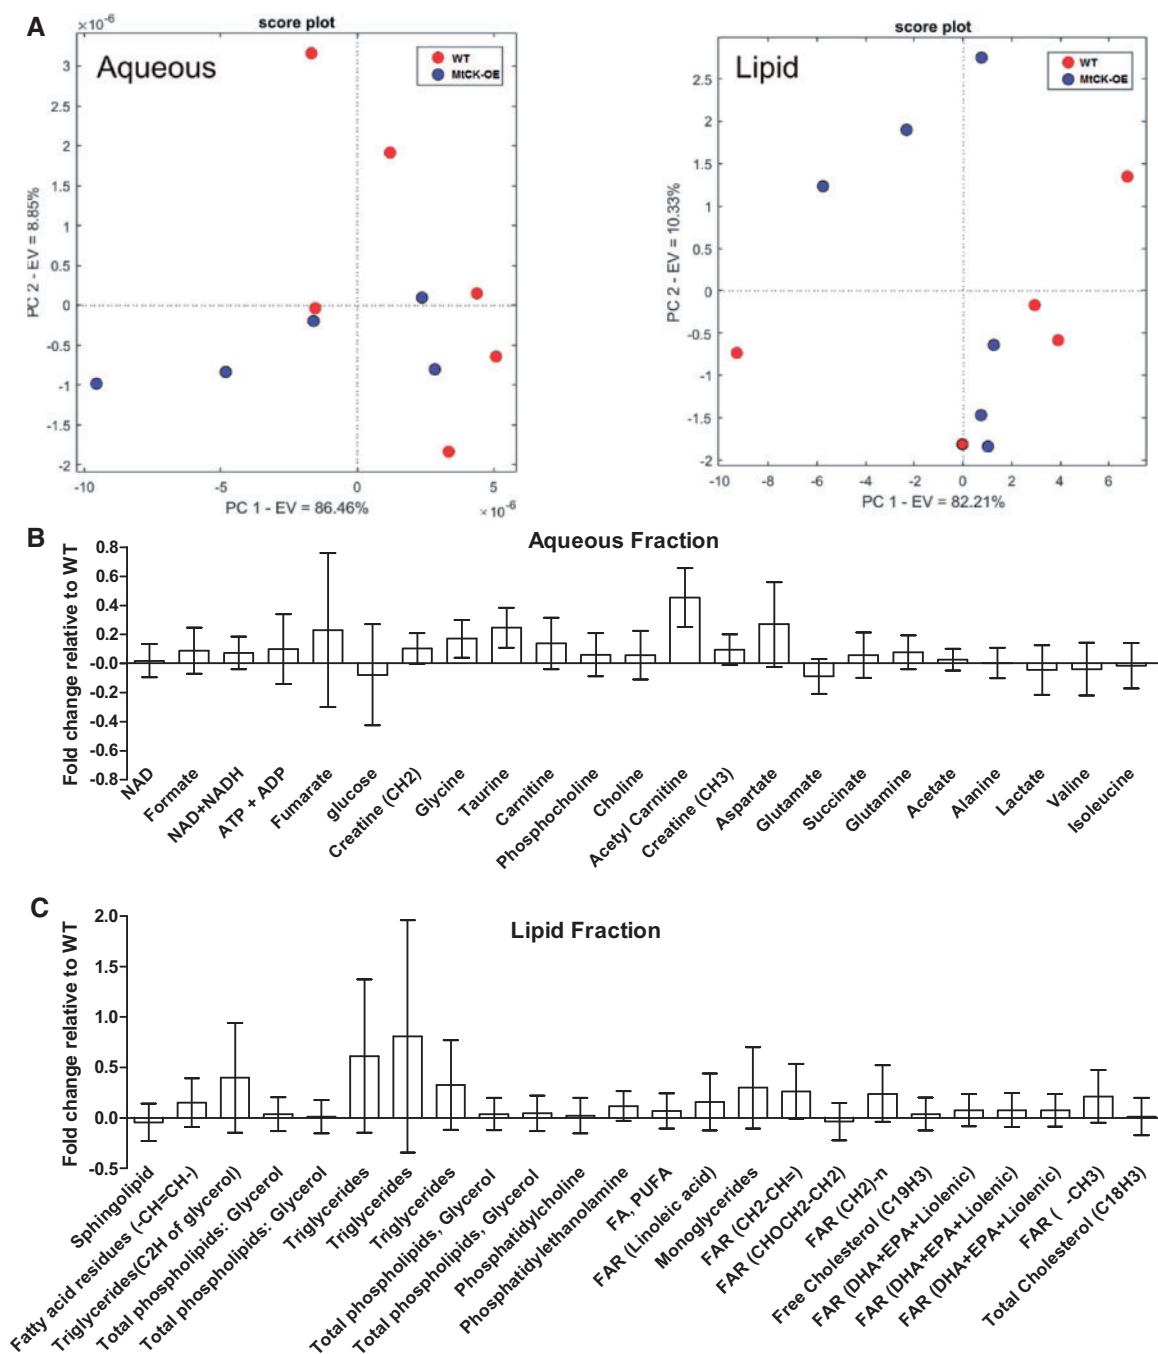 A
score plot
×10⁻⁶
Aqueous
WT
MtCK-OE
3
2.5
2
1.5
1
0.5
0
-0.5
-1
-1.5
-2
PC 2 - EV = 8.85%
-10
-5
0
5
PC 1 - EV = 86.46%
×10⁻⁶
score plot
Lipid
WT
MtCK-OE
2.5
2
1.5
1
0.5
0
-0.5
-1
-1.5
-2
PC 2 - EV = 10.33%
-10
-8
-6
-4
-2
0
2
4
6
PC 1 - EV = 82.21%
B
Aqueous Fraction
Fold change relative to WT
0.8
0.6
0.4
0.2
-0.0
-0.2
-0.4
-0.6
-0.8
NAD
Formate
NAD+NADH
ATP + ADP
Fumarate
glucose
Creatine (CH2)
Glycine
Taurine
Carnitine
Phosphocholine
Choline
Acetyl Carnitine
Creatine (CH3)
Aspartate
Glutamate
Succinate
Glutamine
Acetate
Alanine
Lactate
Valine
Isoleucine
C
Lipid Fraction
Fold change relative to WT
2.0
1.5
1.0
0.5
0.0
-0.5
Sphingolipid
Fatty acid residues (-CH=CH-)
Triglycerides(C2H of glycerol)
Total phospholipids: Glycerol
Total phospholipids: Glycerol
Triglycerides
Triglycerides
Triglycerides
Total phospholipids, Glycerol
Total phospholipids, Glycerol
Phosphatidylcholine
Phosphatidylethanolamine
FA, PUFA
FAR (Linoleic acid)
Monoglycerides
FAR (CH2-CH=)
FAR (CHOCH2-CH2)
FAR (CH2)-n
Free Cholesterol (C19H3)
FAR (DHA+EPA+Liolenic)
FAR (DHA+EPA+Liolenic)
FAR (DHA+EPA+Liolenic)
FAR ( -CH3)
Total Cholesterol (C18H3)